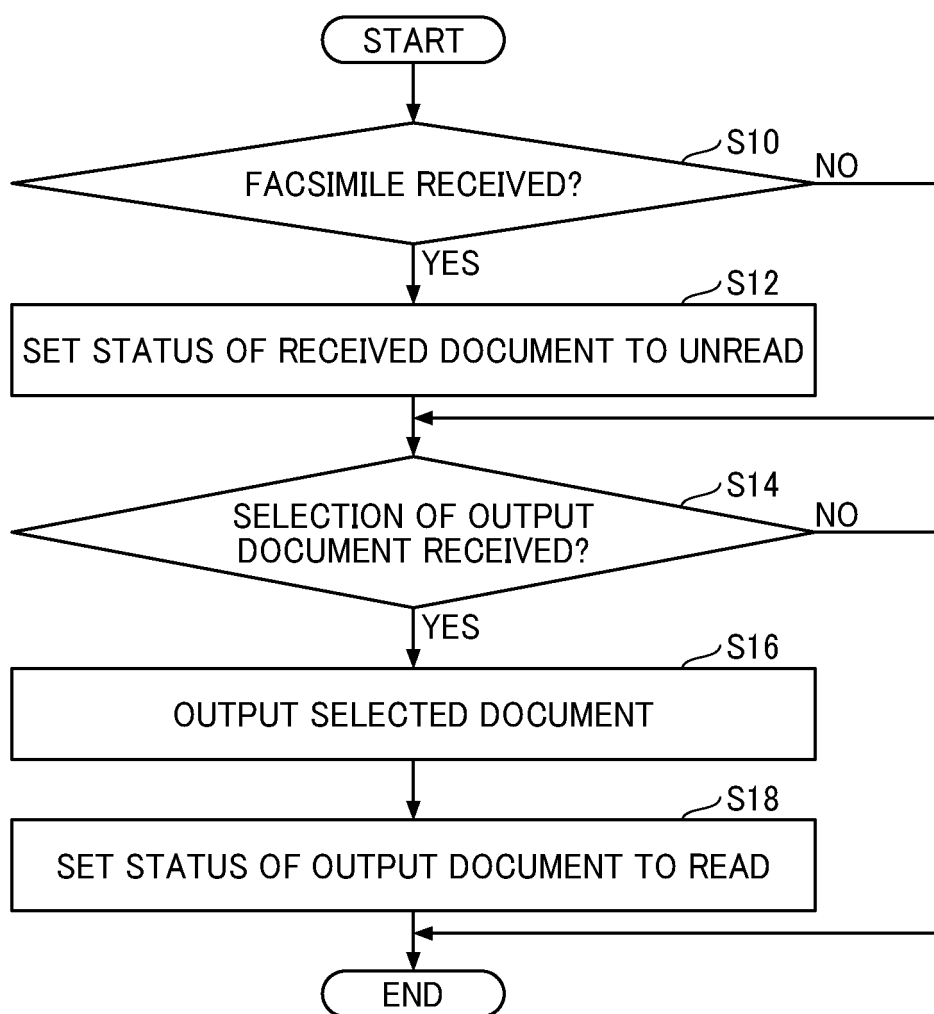 START
S10
FACSIMILE RECEIVED?
NO
YES
S12
SET STATUS OF RECEIVED DOCUMENT TO UNREAD
S14
SELECTION OF OUTPUT
DOCUMENT RECEIVED?
NO
YES
S16
OUTPUT SELECTED DOCUMENT
S18
SET STATUS OF OUTPUT DOCUMENT TO READ
END